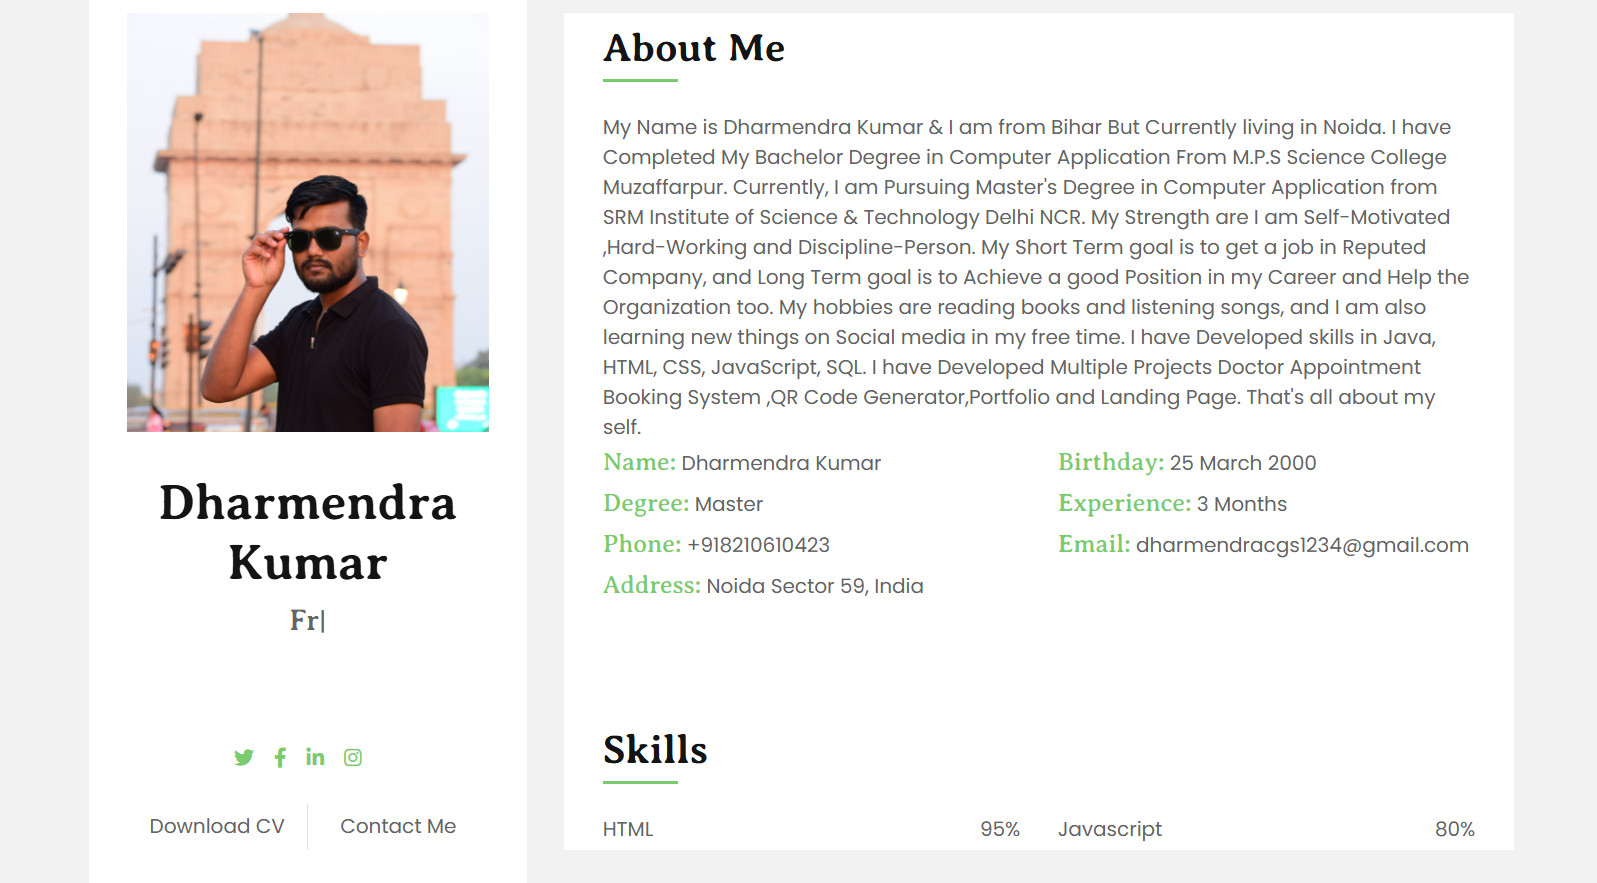 Dharmendra
Kumar
Fr|
Download CV
Contact Me
About Me
My Name is Dharmendra Kumar & I am from Bihar But Currently living in Noida. I have
Completed My Bachelor Degree in Computer Application From M.P.S Science College
Muzaffarpur. Currently, I am Pursuing Master's Degree in Computer Application from
SRM Institute of Science & Technology Delhi NCR. My Strength are I am Self-Motivated
,Hard-Working and Discipline-Person. My Short Term goal is to get a job in Reputed
Company, and Long Term goal is to Achieve a good Position in my Career and Help the
Organization too. My hobbies are reading books and listening songs, and I am also
learning new things on Social media in my free time. I have Developed skills in Java,
HTML, CSS, JavaScript, SQL. I have Developed Multiple Projects Doctor Appointment
Booking System ,QR Code Generator,Portfolio and Landing Page. That's all about my
self.
Name: Dharmendra Kumar
Birthday: 25 March 2000
Degree: Master
Experience: 3 Months
Phone: +918210610423
Email: dharmendracgs1234@gmail.com
Address: Noida Sector 59, India
Skills
HTML 95%
Javascript 80%